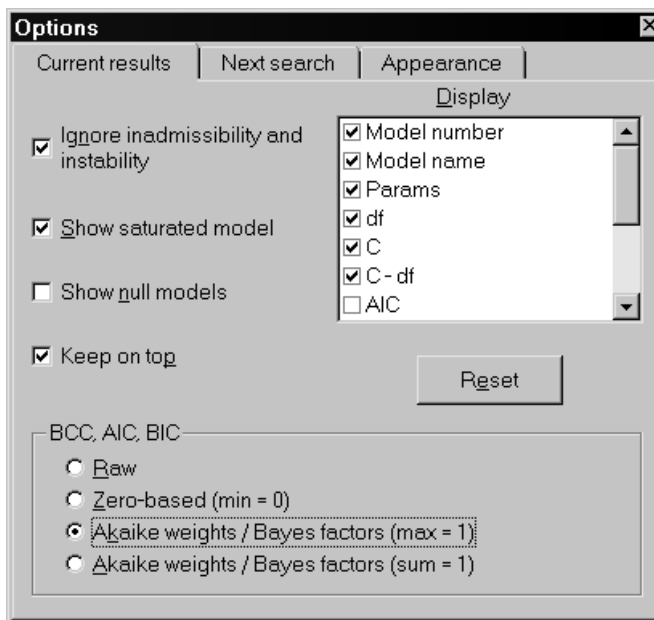 Options
Current results
Next search
Appearance
Display
Ignore inadmissibility and
instability
Show saturated model
Show null models
Keep on top
Model number
Model name
Params
df
C
C - df
AIC
Reset
BCC, AIC, BIC
Raw
Zero-based (min = 0)
Akaike weights / Bayes factors (max = 1)
Akaike weights / Bayes factors (sum = 1)